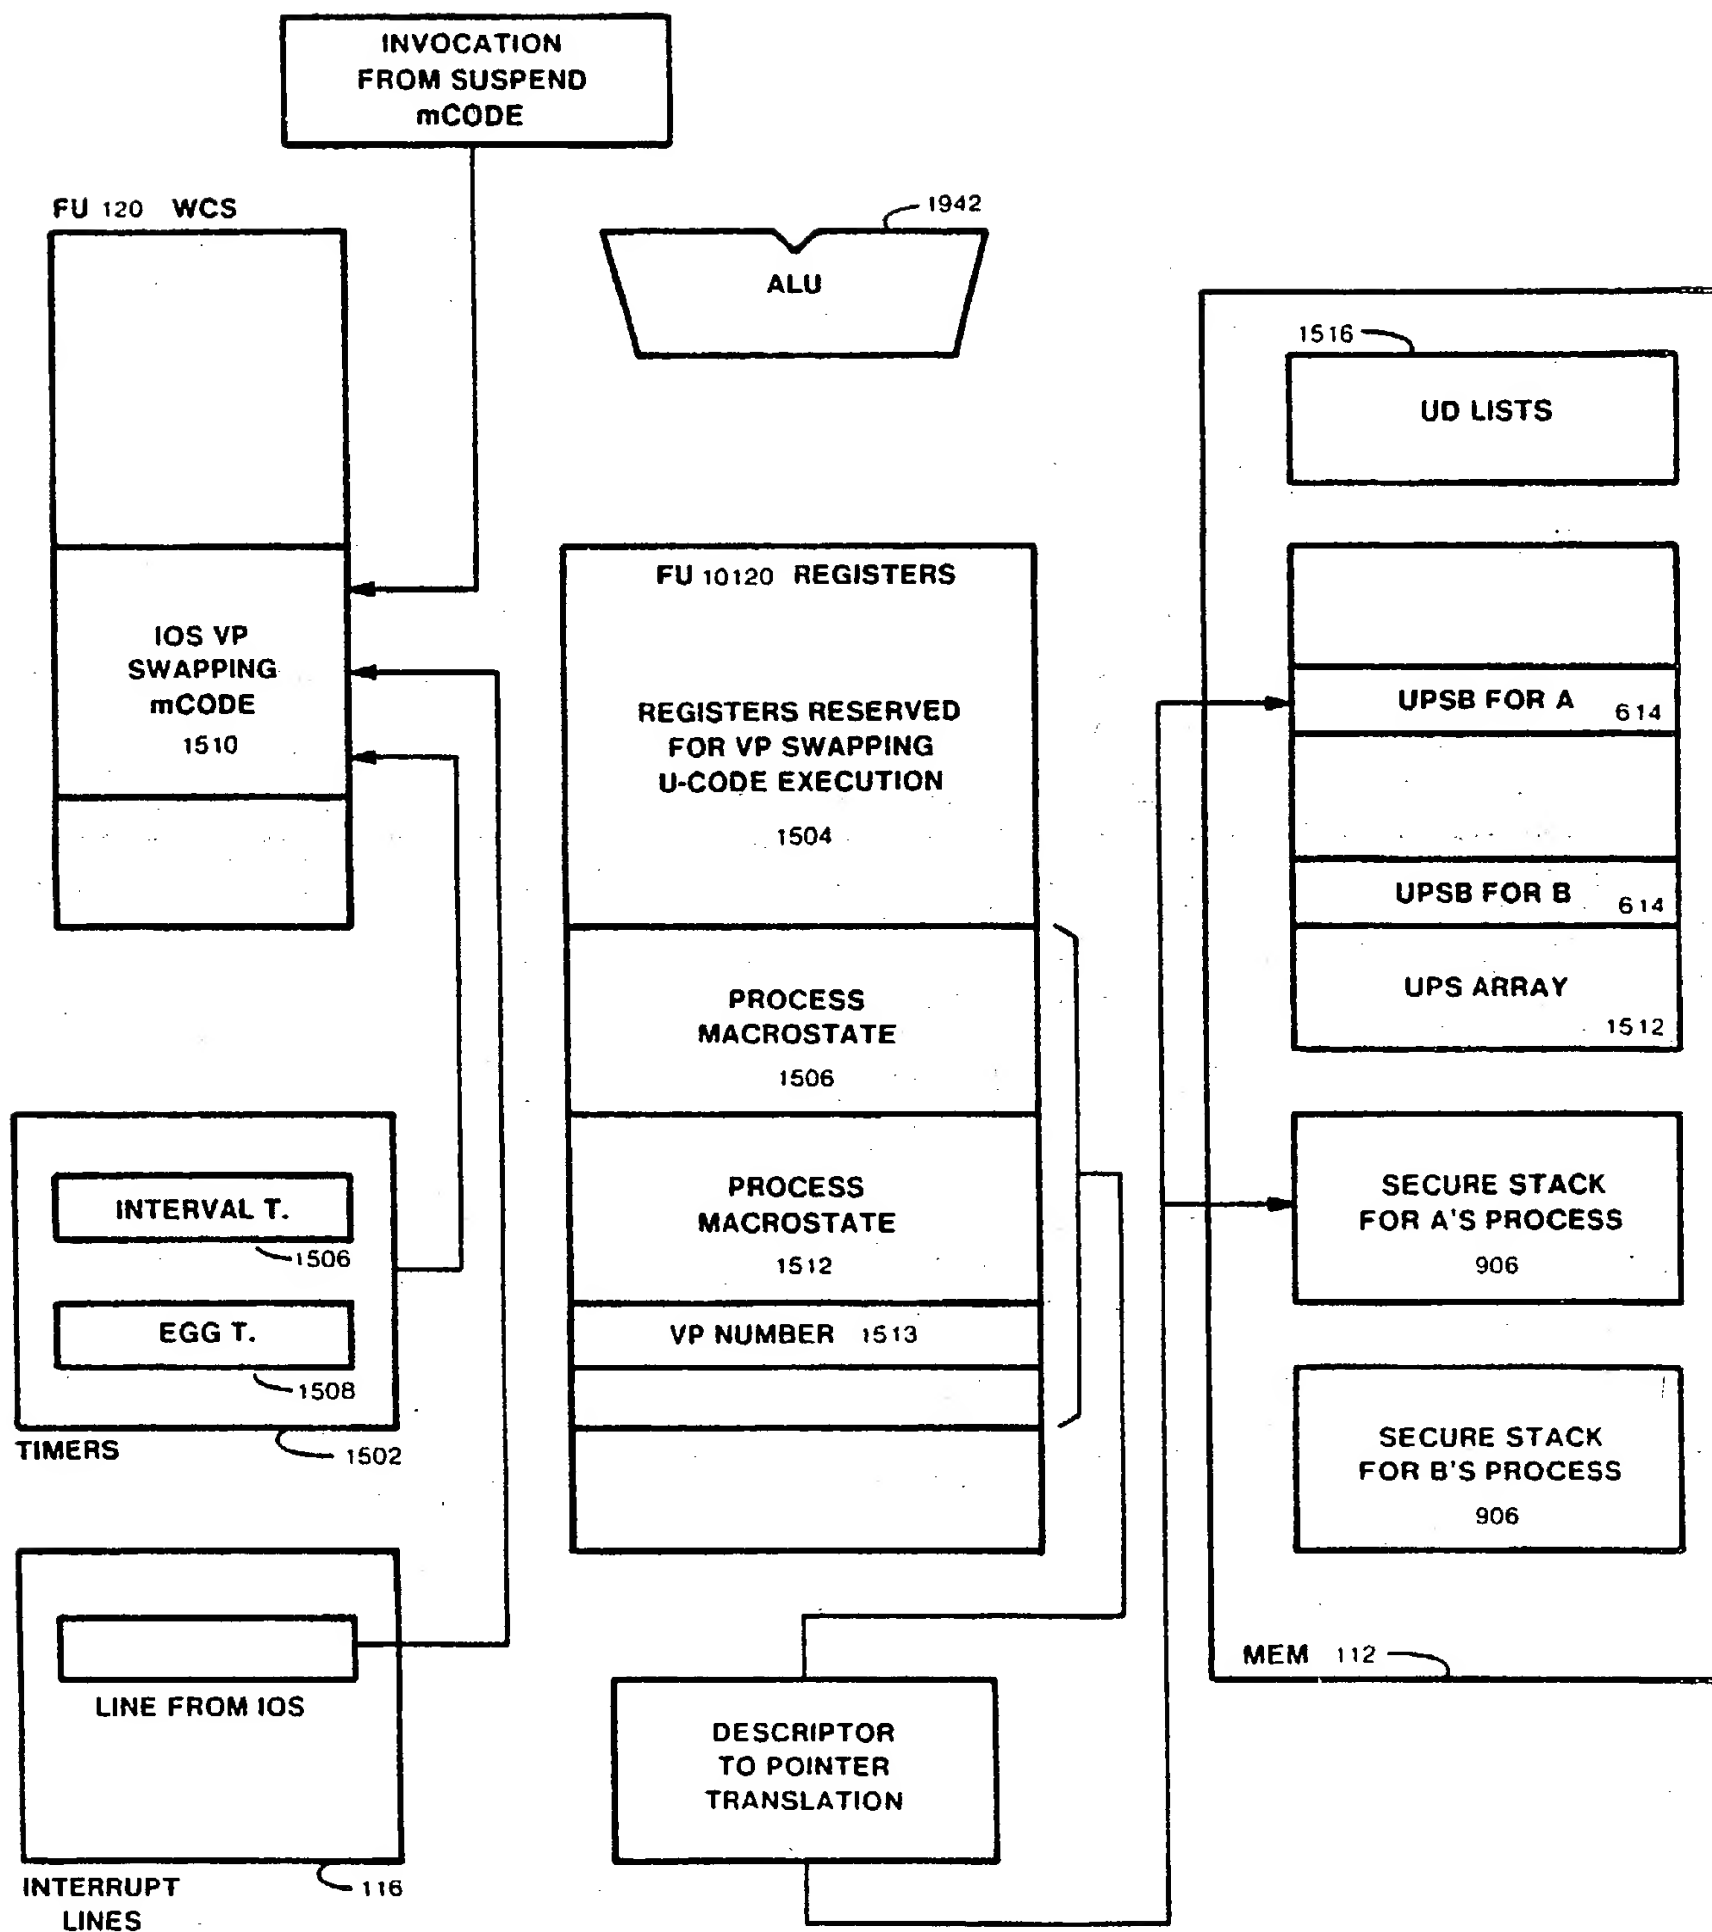 INVOCATION
FROM SUSPEND
mCODE
FU 120 WCS
IOS VP
SWAPPING
mCODE
1510
1942
ALU
FU 10120 REGISTERS
REGISTERS RESERVED
FOR VP SWAPPING
U-CODE EXECUTION
1504
PROCESS
MACROSTATE
1506
PROCESS
MACROSTATE
1512
VP NUMBER 1513
1516
UD LISTS
UPSB FOR A 614
UPSB FOR B 614
UPS ARRAY
1512
SECURE STACK
FOR A'S PROCESS
906
SECURE STACK
FOR B'S PROCESS
906
MEM 112
INTERVAL T.
1506
EGG T.
1508
TIMERS 1502
LINE FROM IOS
INTERRUPT
LINES
116
DESCRIPTOR
TO POINTER
TRANSLATION